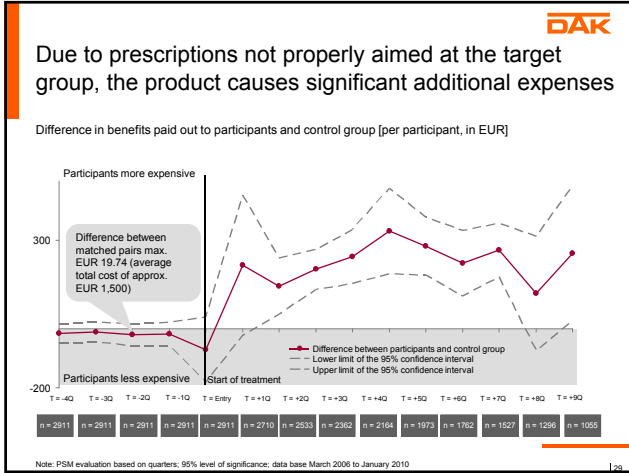 DAK
Due to prescriptions not properly aimed at the target
group, the product causes significant additional expenses
Difference in benefits paid out to participants and control group [per participant, in EUR]
Participants more expensive
300
Difference between
matched pairs max.
EUR 19.74 (average
total cost of approx.
EUR 1,500)
Difference between participants and control group
Lower limit of the 95% confidence interval
Upper limit of the 95% confidence interval
-200
Participants less expensive
Start of treatment
T = -4Q T = -3Q T = -2Q T = -1Q T = Entry T = +1Q T = +2Q T = +3Q T = +4Q T = +5Q T = +6Q T = +7Q T = +8Q T = +9Q
n = 2911 n = 2911 n = 2911 n = 2911 n = 2911 n = 2710 n = 2533 n = 2362 n = 2164 n = 1973 n = 1762 n = 1527 n = 1296 n = 1055
Note: PSM evaluation based on quarters; 95% level of significance; data base March 2006 to January 2010
29